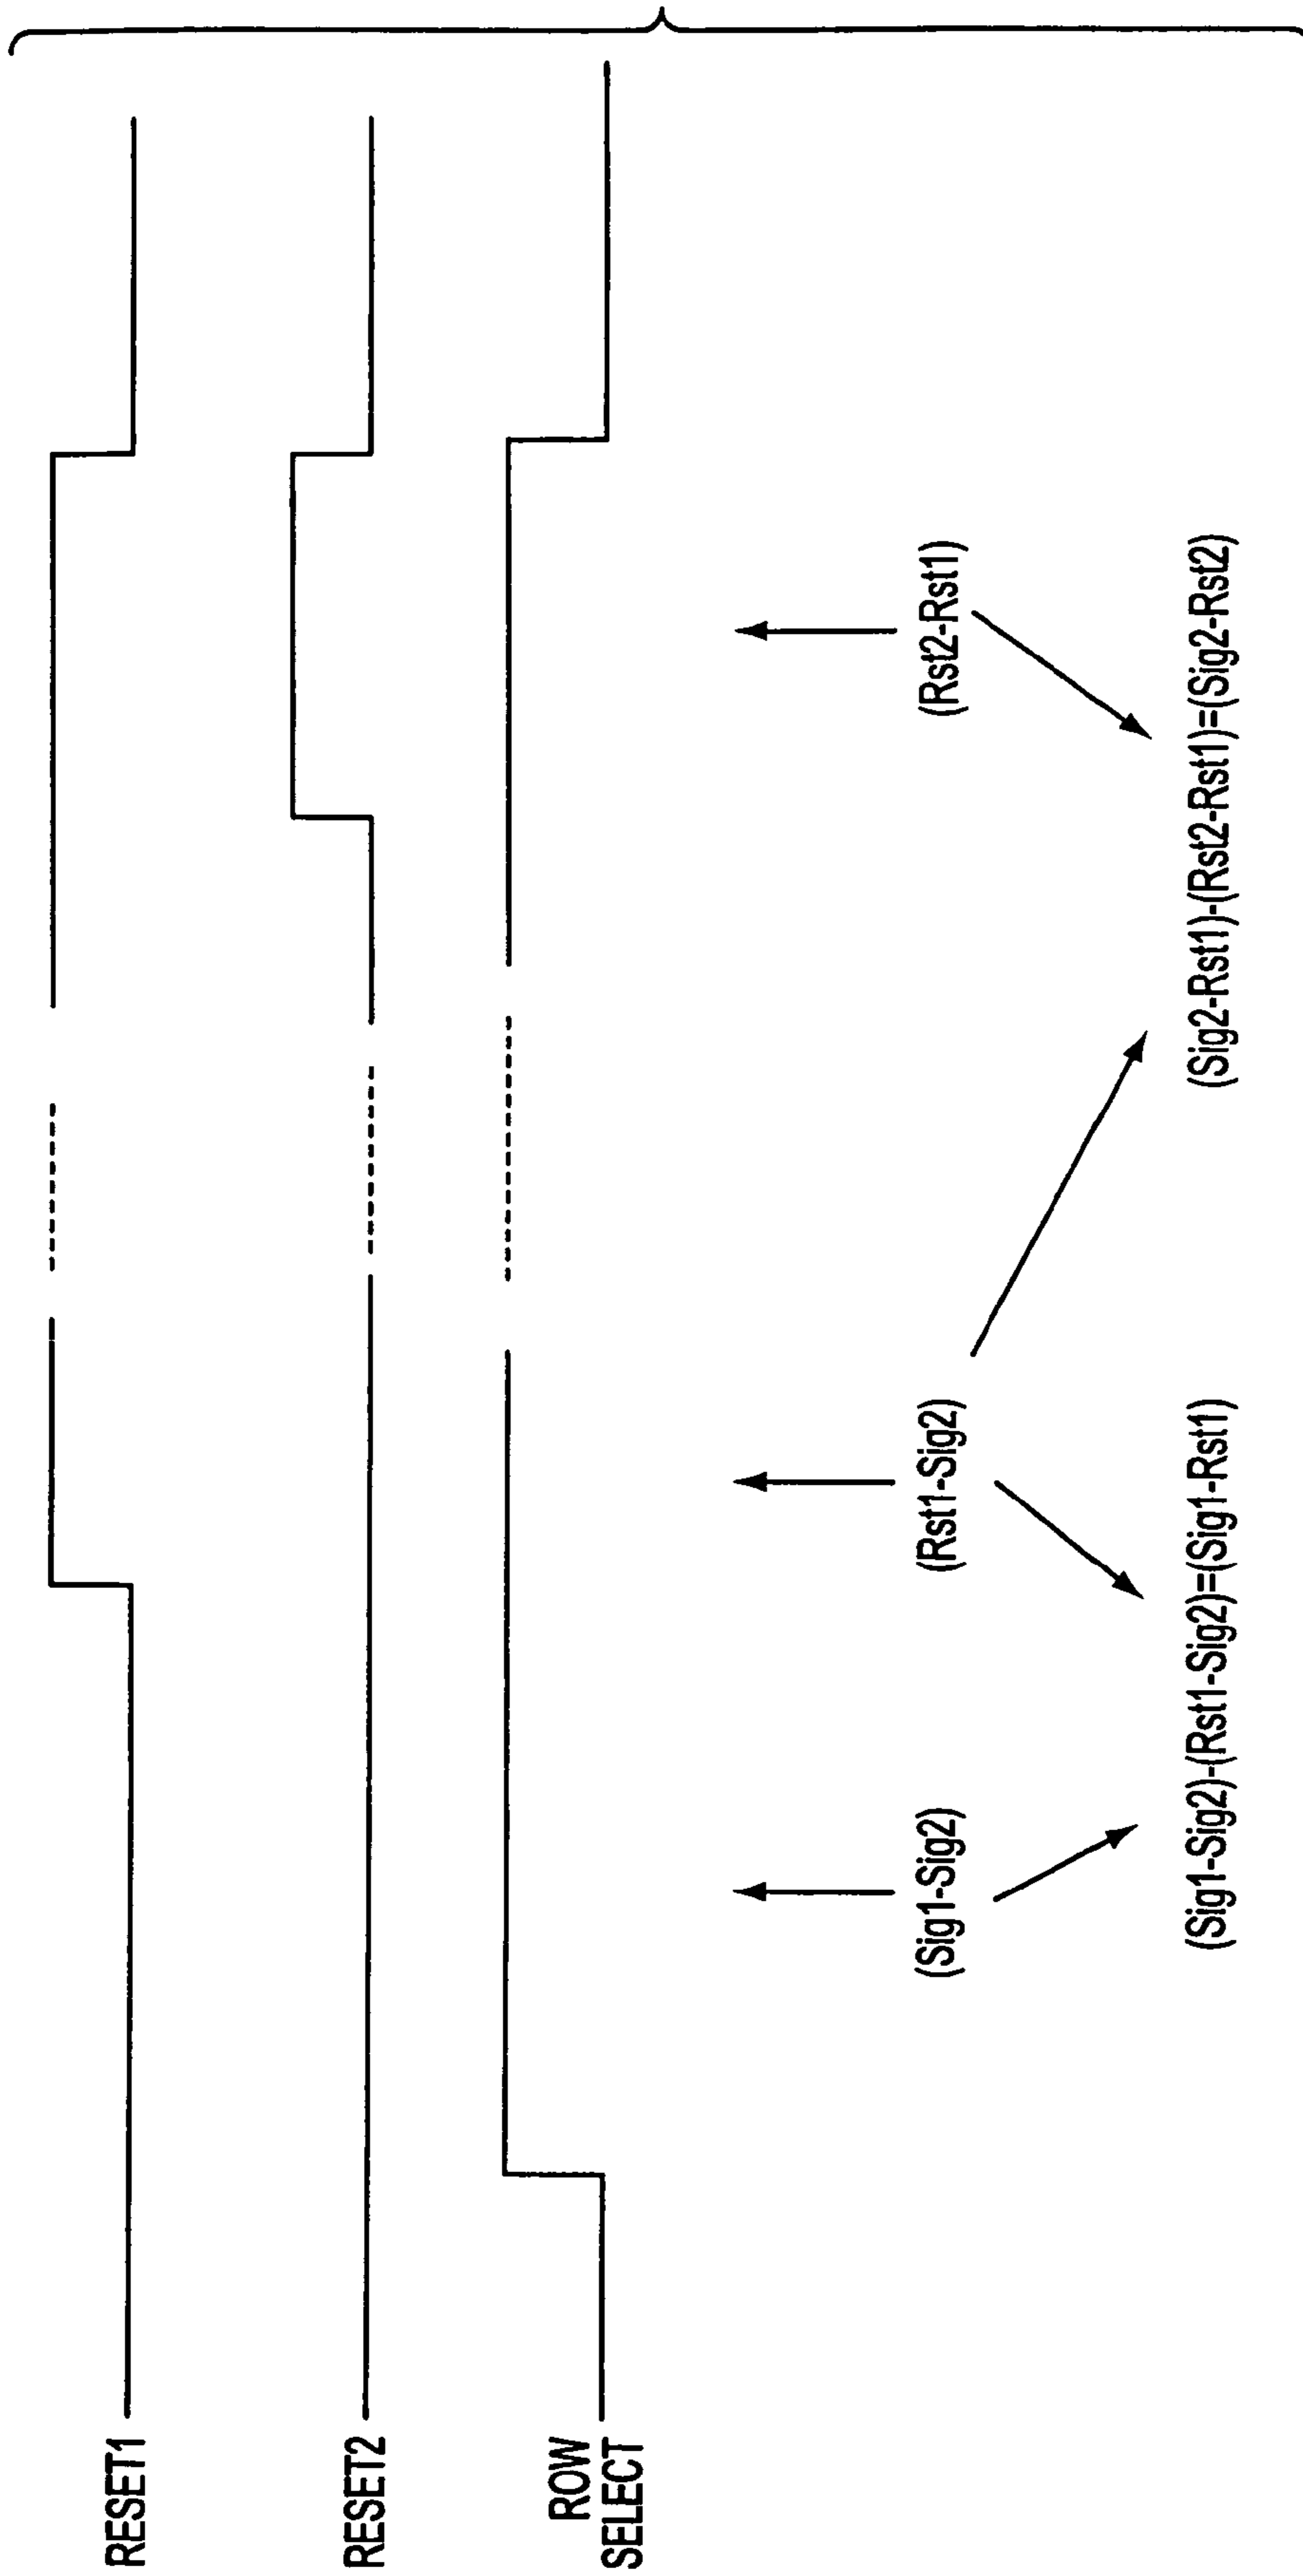 RESET1
RESET2
ROW
SELECT
(Sig1-Sig2)
(Rst1-Sig2)
(Rst2-Rst1)
(Sig1-Sig2)-(Rst1-Sig2)=(Sig1-Rst1)
(Sig2-Rst1)-(Rst2-Rst1)=(Sig2-Rst2)